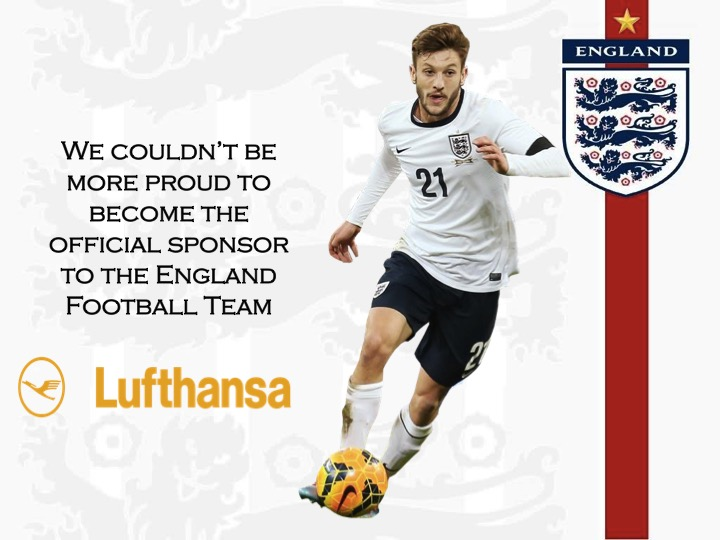 ENGLAND
We couldn't be
more proud to
become the
official sponsor
to the England
Football Team
21
21
Lufthansa